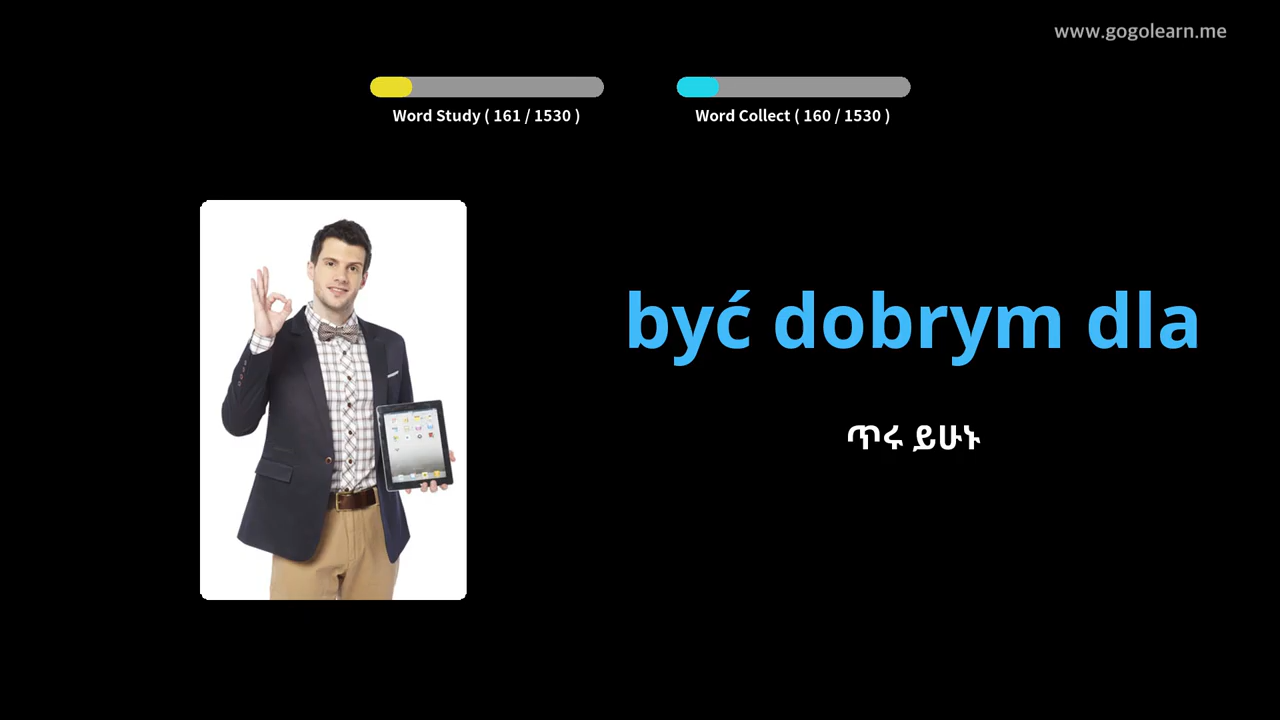 www.gogolearn.me
Word Study ( 161 / 1530 )
Word Collect ( 160 / 1530 )
być dobrym dla
ጥሩ ይሁኑ